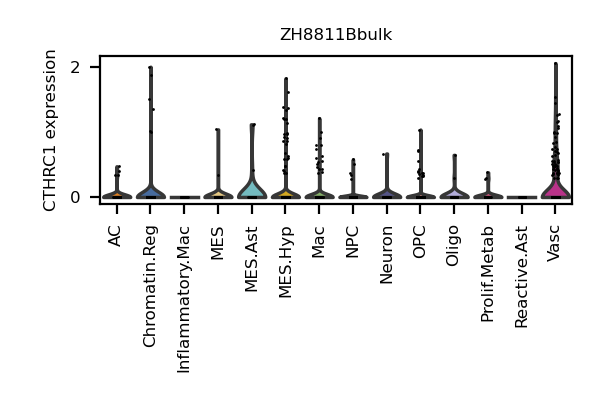 ZH8811Bbulk
CTHRC1 expression
2
0
AC
Chromatin.Reg
Inflammatory.Mac
MES
MES.Ast
MES.Hyp
Mac
NPC
Neuron
OPC
Oligo
Prolif.Metab
Reactive.Ast
Vasc